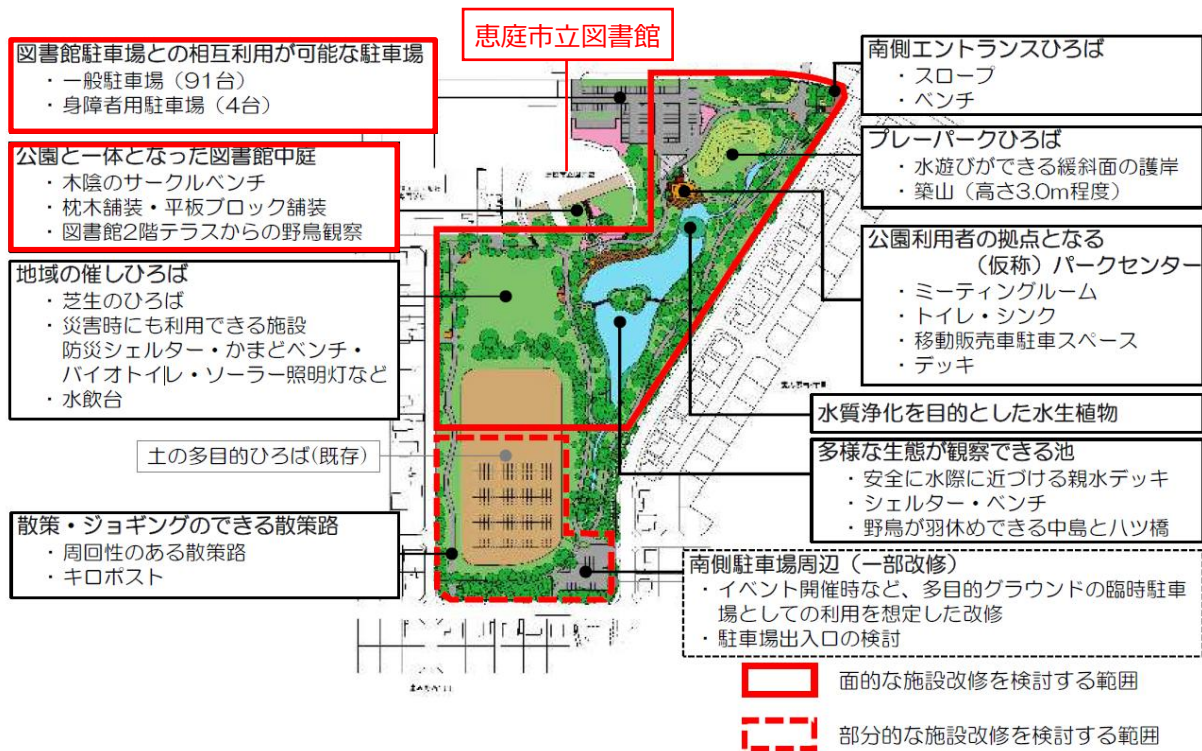 恵庭市立図書館
図書館駐車場との相互利用が可能な駐車場
・一般駐車場（91台）
・身障者用駐車場（4台）
公園と一体となった図書館中庭
・木陰のサークルベンチ
・枕木舗装・平板ブロック舗装
・図書館2階テラスからの野鳥観察
地域の催しひろば
・芝生のひろば
・災害時にも利用できる施設
防災シェルター・かまどベンチ・
バイオトイレ・ソーラー照明灯など
・水飲台
土の多目的ひろば(既存)
散策・ジョギングのできる散策路
・周回性のある散策路
・キロポスト
南側エントランスひろば
・スロープ
・ベンチ
プレーパークひろば
・水遊びができる緩斜面の護岸
・築山（高さ3.0m程度）
公園利用者の拠点となる
（仮称）パークセンター
・ミーティングルーム
・トイレ・シンク
・移動販売車駐車スペース
・デッキ
水質浄化を目的とした水生植物
多様な生態が観察できる池
・安全に水際に近づける親水デッキ
・シェルター・ベンチ
・野鳥が羽休めできる中島と八ツ橋
南側駐車場周辺（一部改修）
・イベント開催時など、多目的グラウンドの臨時駐車
場としての利用を想定した改修
・駐車場出入口の検討
面的な施設改修を検討する範囲
部分的な施設改修を検討する範囲